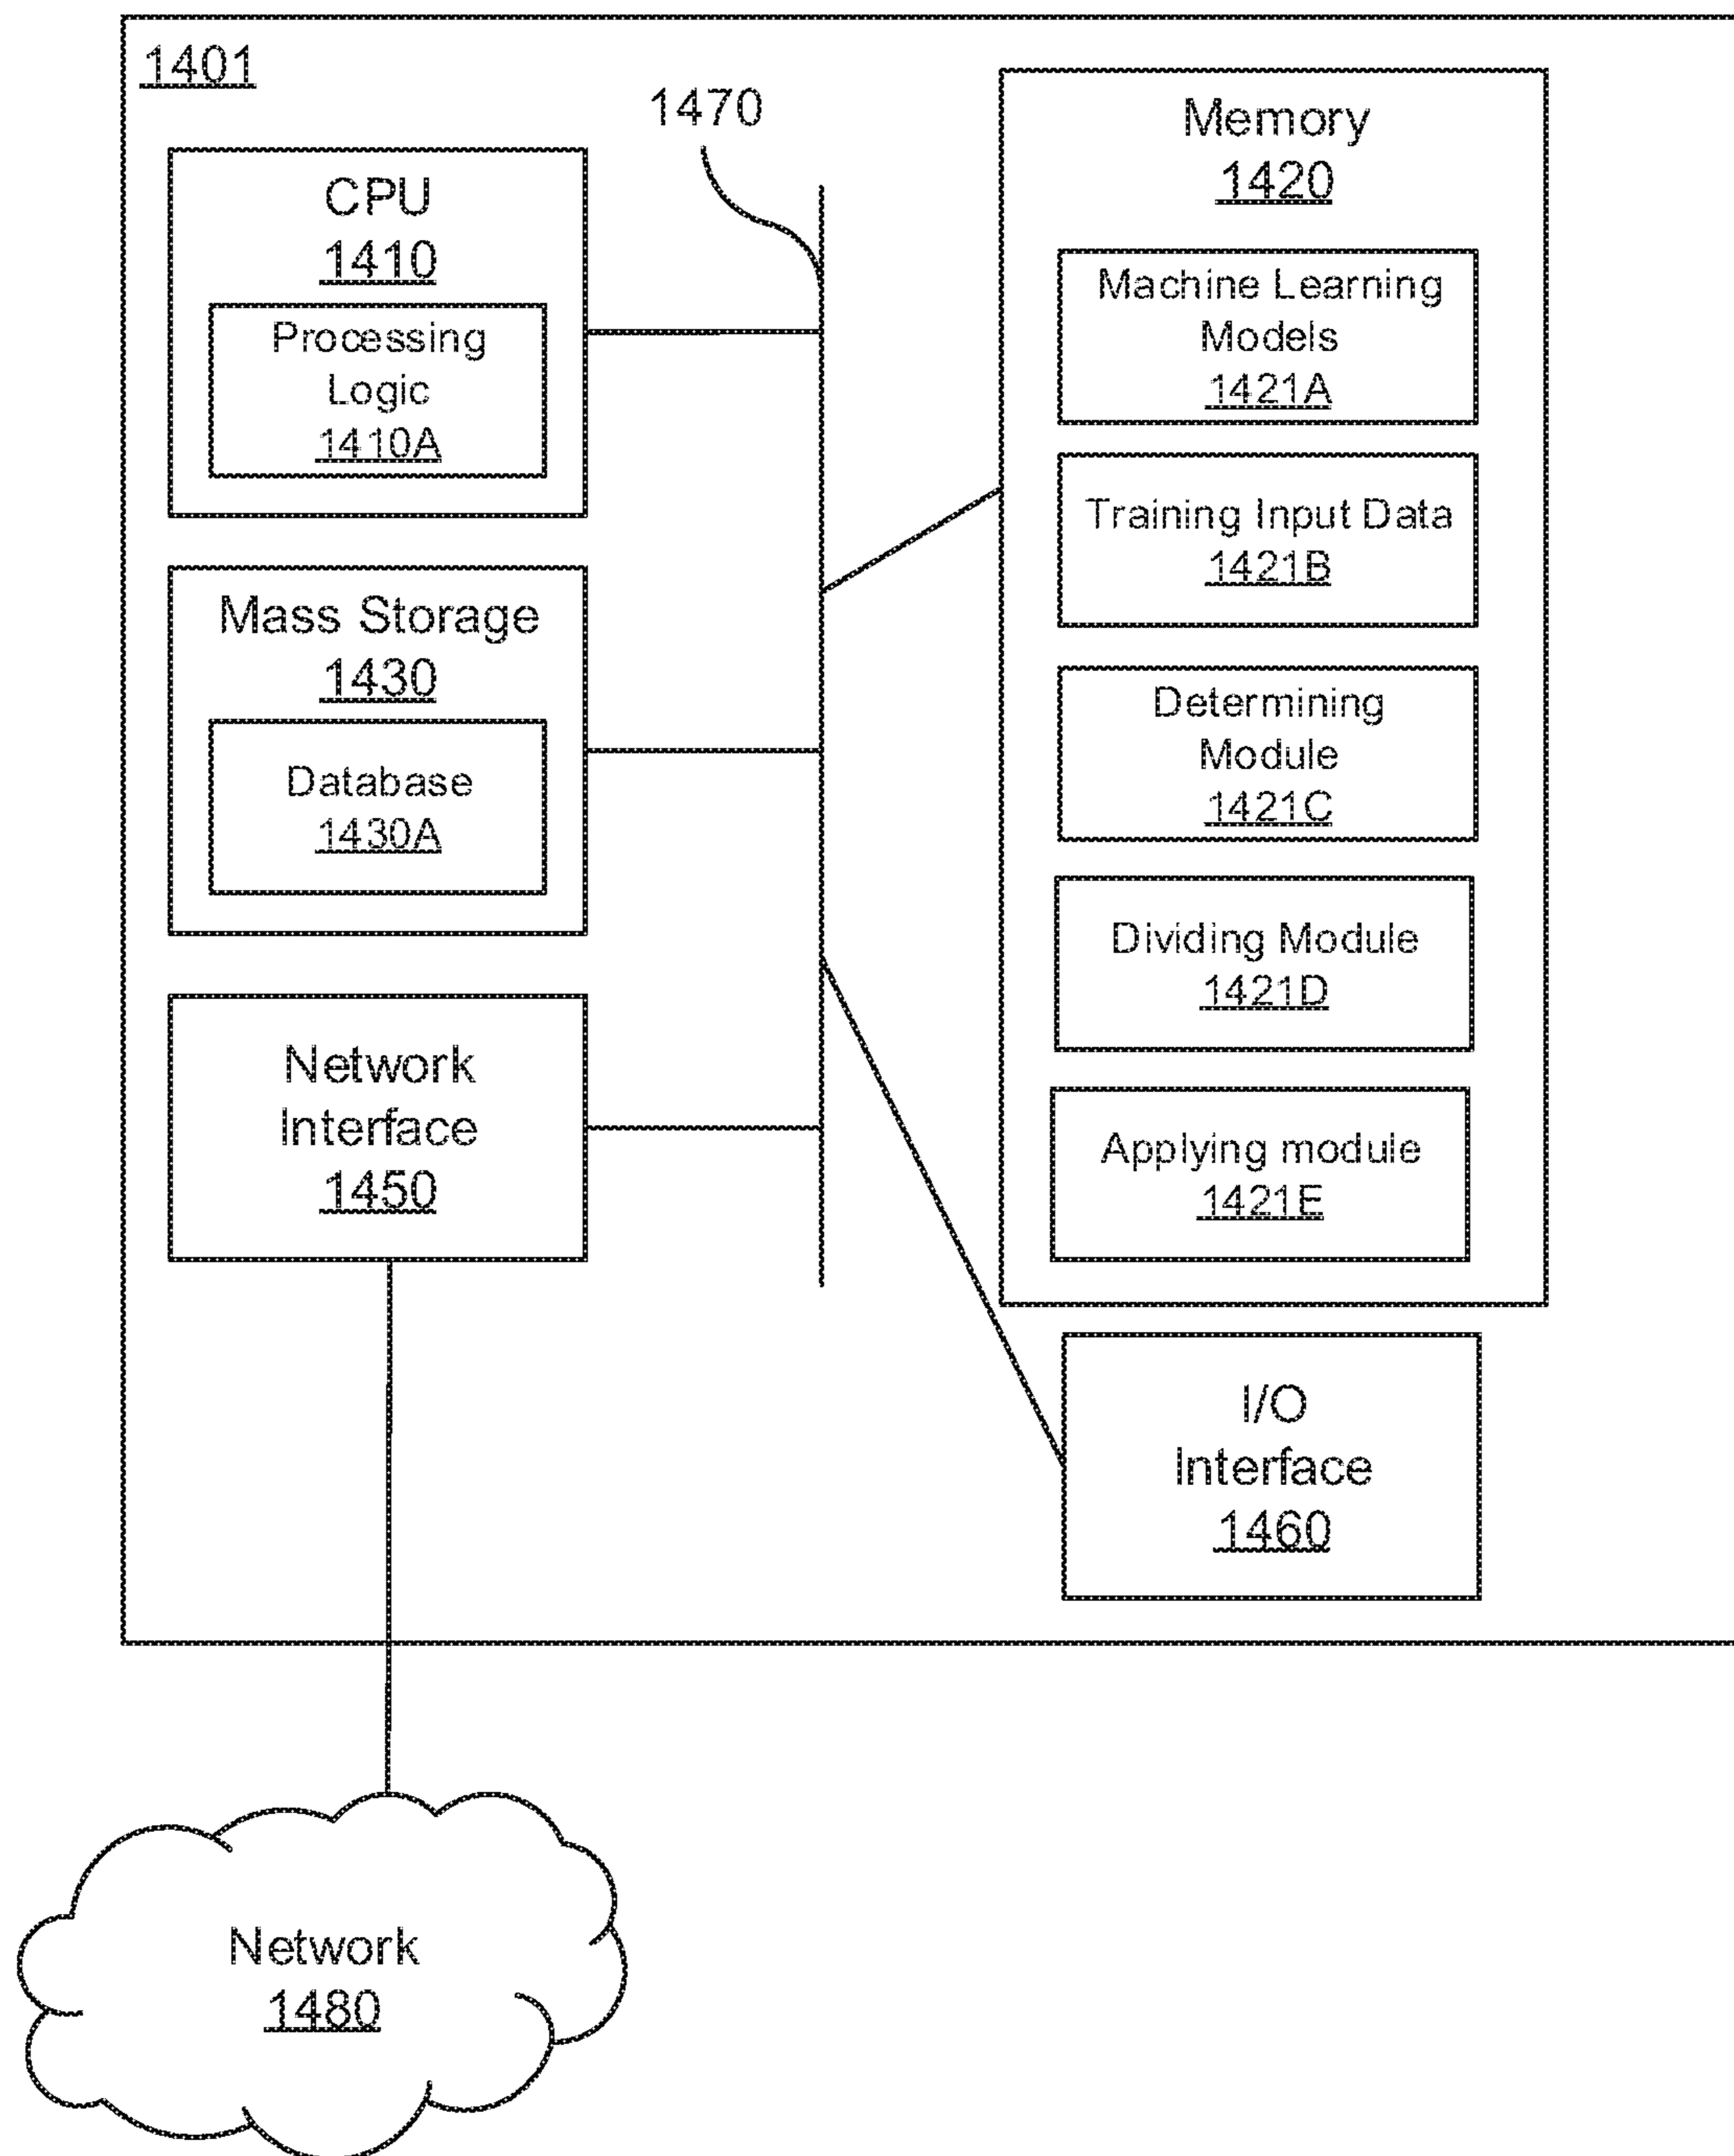 1401
1470
CPU
1410
Processing
Logic
1410A
Mass Storage
1430
Database
1430A
Network
Interface
1450
Memory
1420
Machine Learning
Models
1421A
Training Input Data
1421B
Determining
Module
1421C
Dividing Module
1421D
Applying module
1421E
I/O
Interface
1460
Network
1480